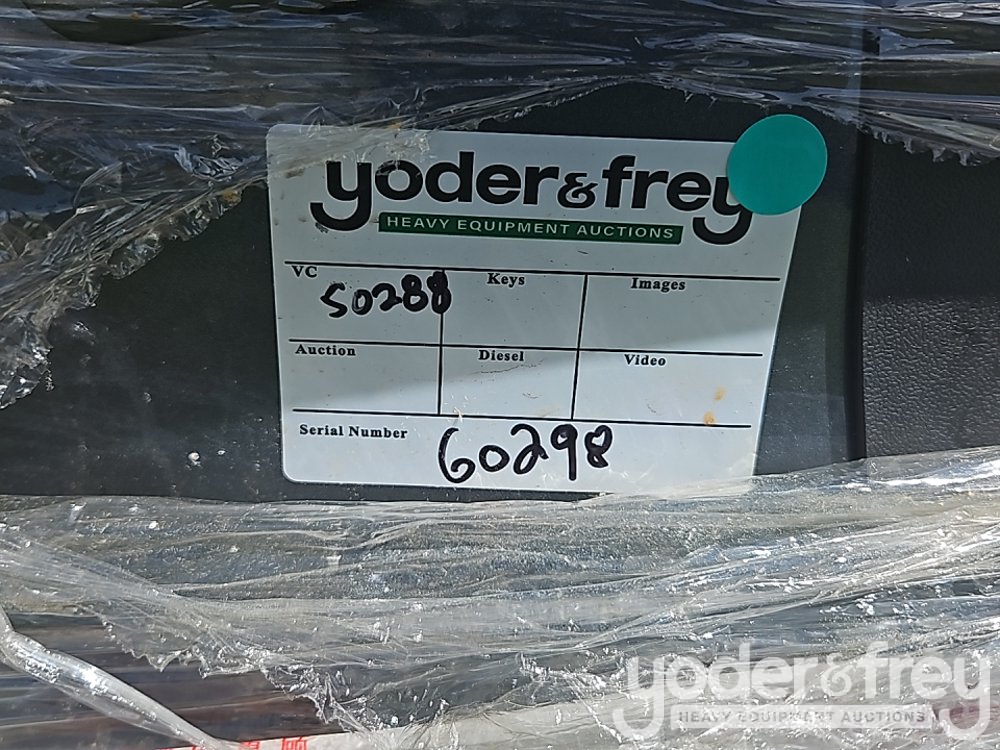 yoder&frey
HEAVY EQUIPMENT AUCTIONS
VC Keys Images
50288
Auction Diesel Video
Serial Number 60298
yoder&frey
HEAVY EQUIPMENT AUCTIONS